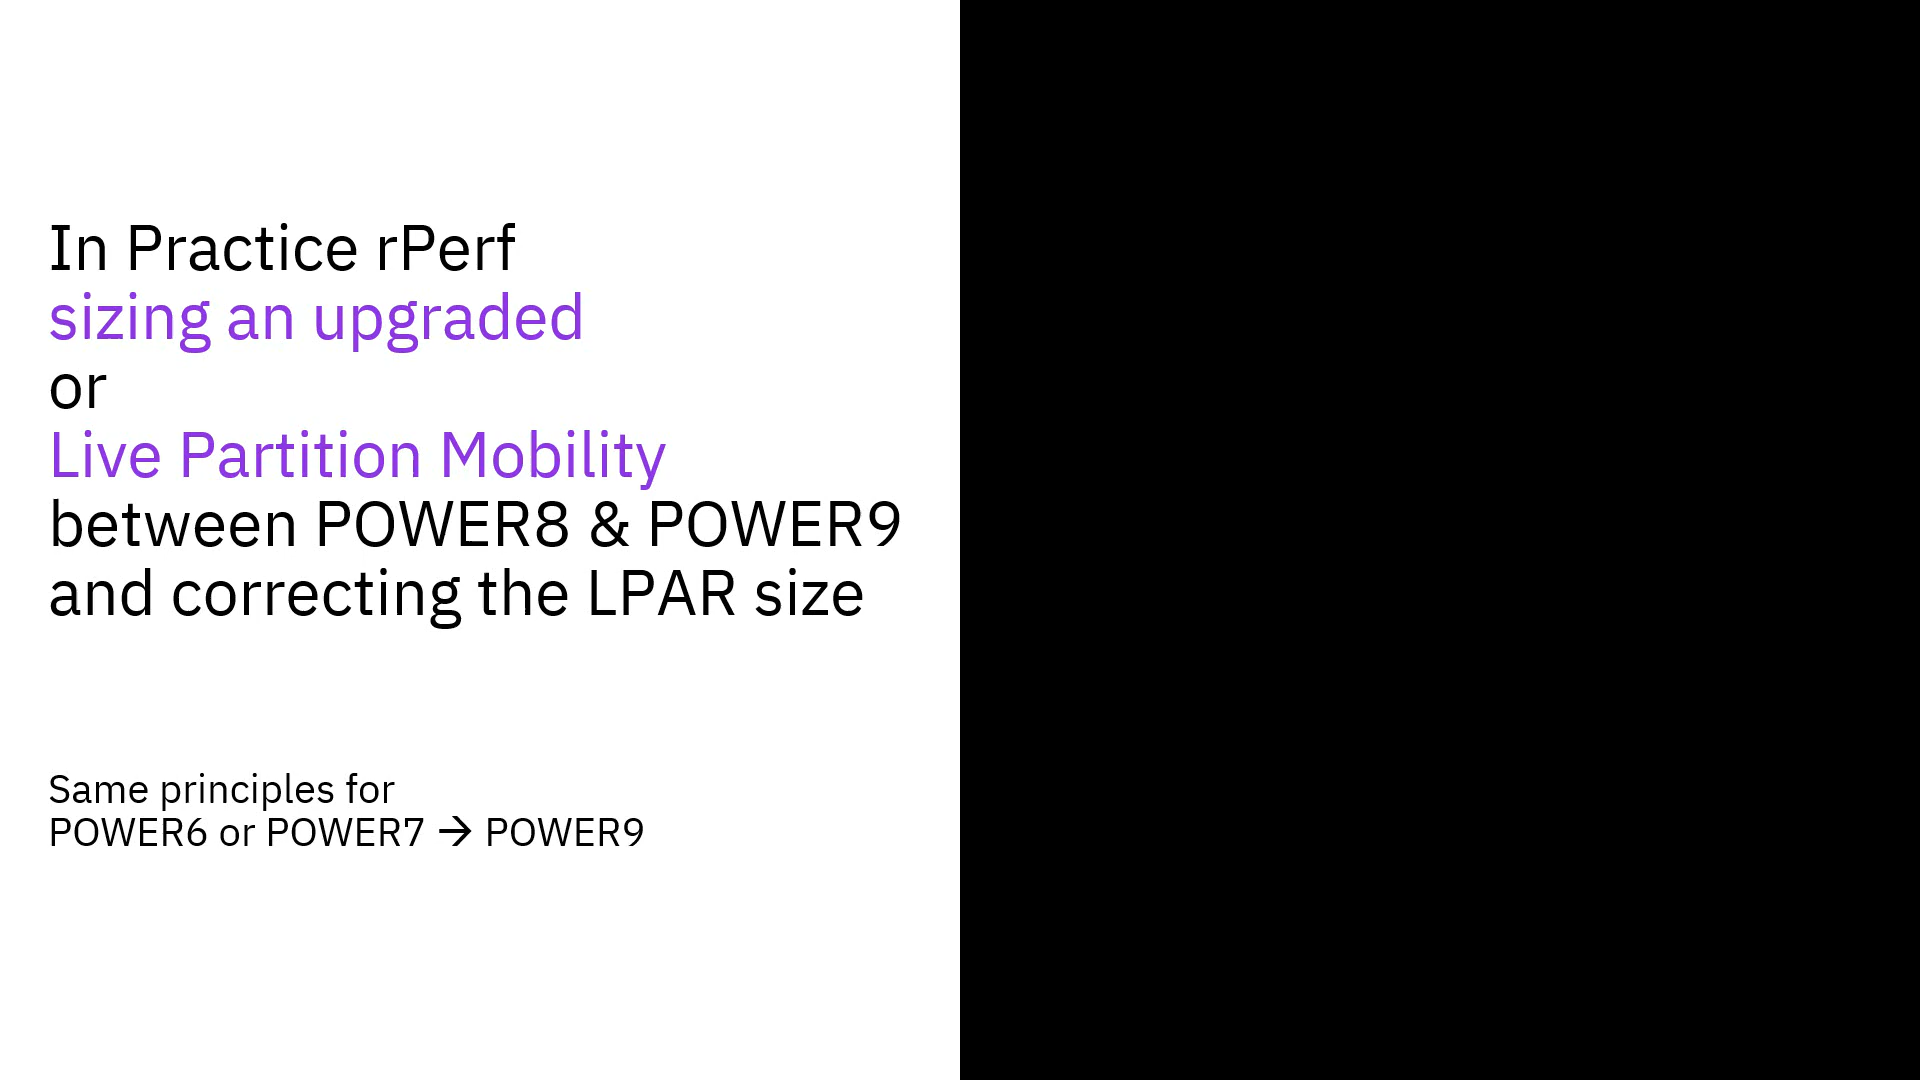 In Practice rPerf
sizing an upgraded
or
Live Partition Mobility
between POWER8 & POWER9
and correcting the LPAR size
Same principles for
POWER6 or POWER7 → POWER9